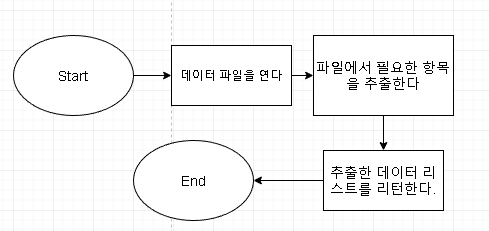 Start
데이터 파일을 연다
파일에서 필요한 항목
을 추출한다
추출한 데이터 리
스트를 리턴한다.
End